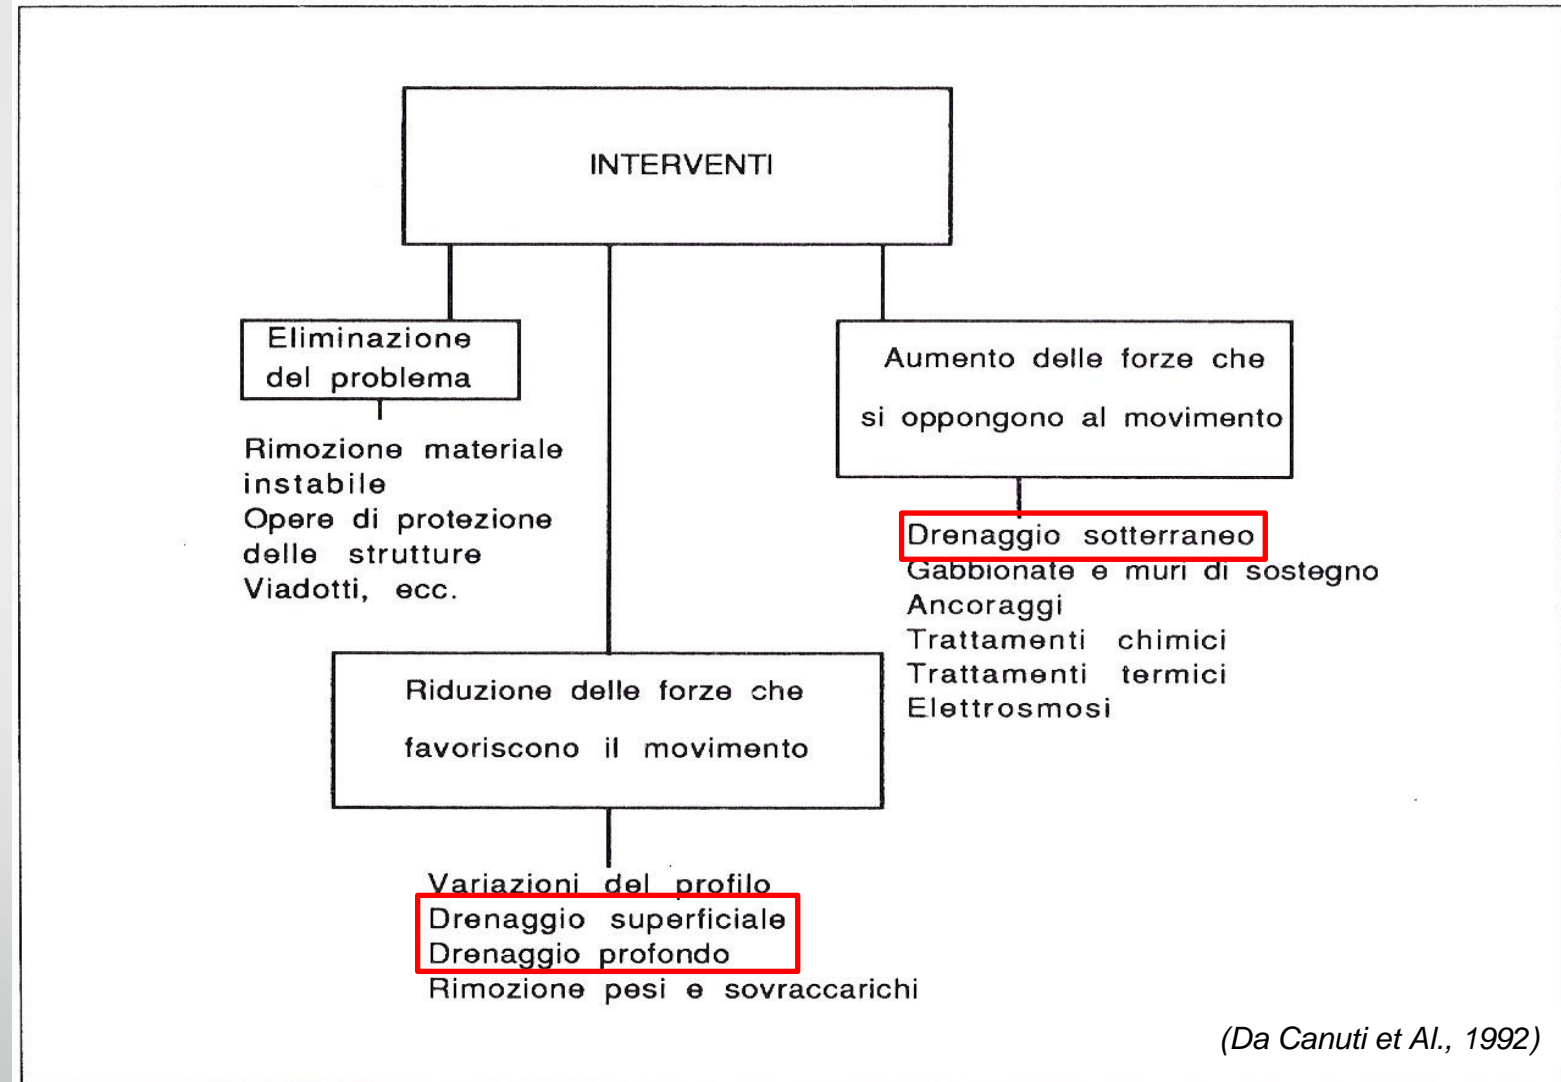 INTERVENTI
Eliminazione
del problema
Rimozione materiale
instabile
Opere di protezione
delle strutture
Viadotti, ecc.
Aumento delle forze che
si oppongono al movimento
Drenaggio sotterraneo
Gabbionate e muri di sostegno
Ancoraggi
Trattamenti chimici
Trattamenti termici
Elettrosmosi
Riduzione delle forze che
favoriscono il movimento
Variazioni del profilo
Drenaggio superficiale
Drenaggio profondo
Rimozione pesi e sovraccarichi
(Da Canuti et Al., 1992)